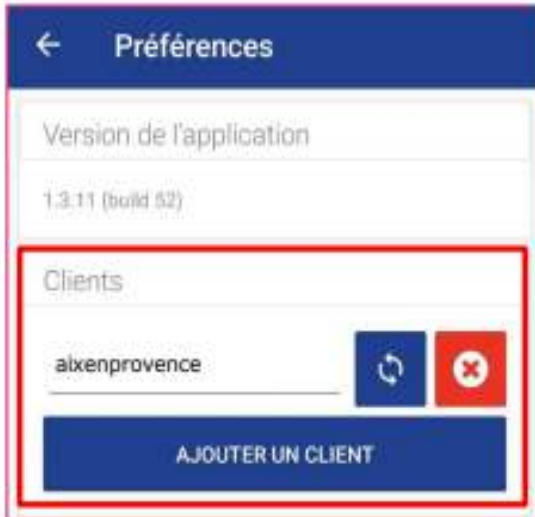 Préférences
Version de l'application
1.3.11 (build 52)
Clients
aixenprovence
AJOUTER UN CLIENT